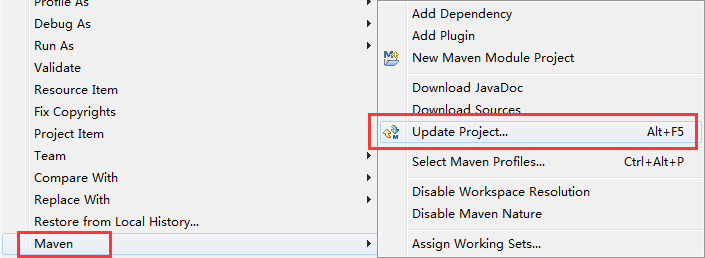 Profile As
Debug As
Run As
Validate
Resource Item
Fix Copyrights
Project Item
Team
Compare With
Replace With
Restore from Local History...
Maven
Add Dependency
Add Plugin
New Maven Module Project
Download JavaDoc
Download Sources
Update Project... Alt+F5
Select Maven Profiles... Ctrl+Alt+P
Disable Workspace Resolution
Disable Maven Nature
Assign Working Sets...